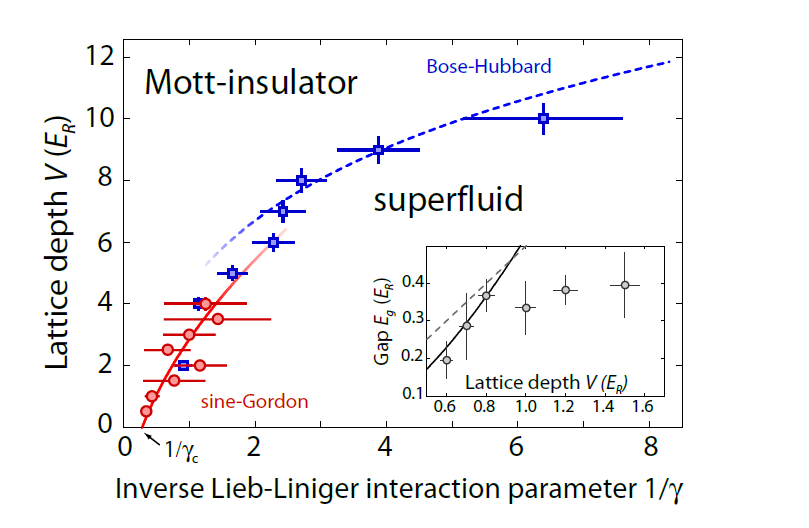 12
10
8
6
4
2
0
Lattice depth V (E_R)
Mott-insulator
Bose-Hubbard
superfluid
sine-Gordon
1/γ_c
0 2 4 6 8
Inverse Lieb-Liniger interaction parameter 1/γ
0.4
0.3
0.2
0.1
Gap E_g (E_R)
Lattice depth V (E_R)
0.6 0.8 1.0 1.2 1.4 1.6